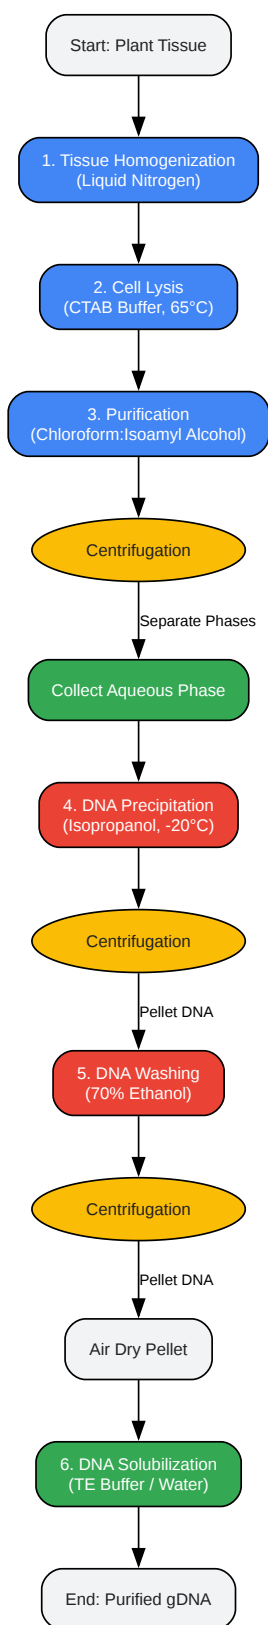 Start: Plant Tissue
1. Tissue Homogenization
(Liquid Nitrogen)
2. Cell Lysis
(CTAB Buffer, 65°C)
3. Purification
(Chloroform:Isoamyl Alcohol)
Centrifugation
Separate Phases
Collect Aqueous Phase
4. DNA Precipitation
(Isopropanol, -20°C)
Centrifugation
Pellet DNA
5. DNA Washing
(70% Ethanol)
Centrifugation
Pellet DNA
Air Dry Pellet
6. DNA Solubilization
(TE Buffer / Water)
End: Purified gDNA